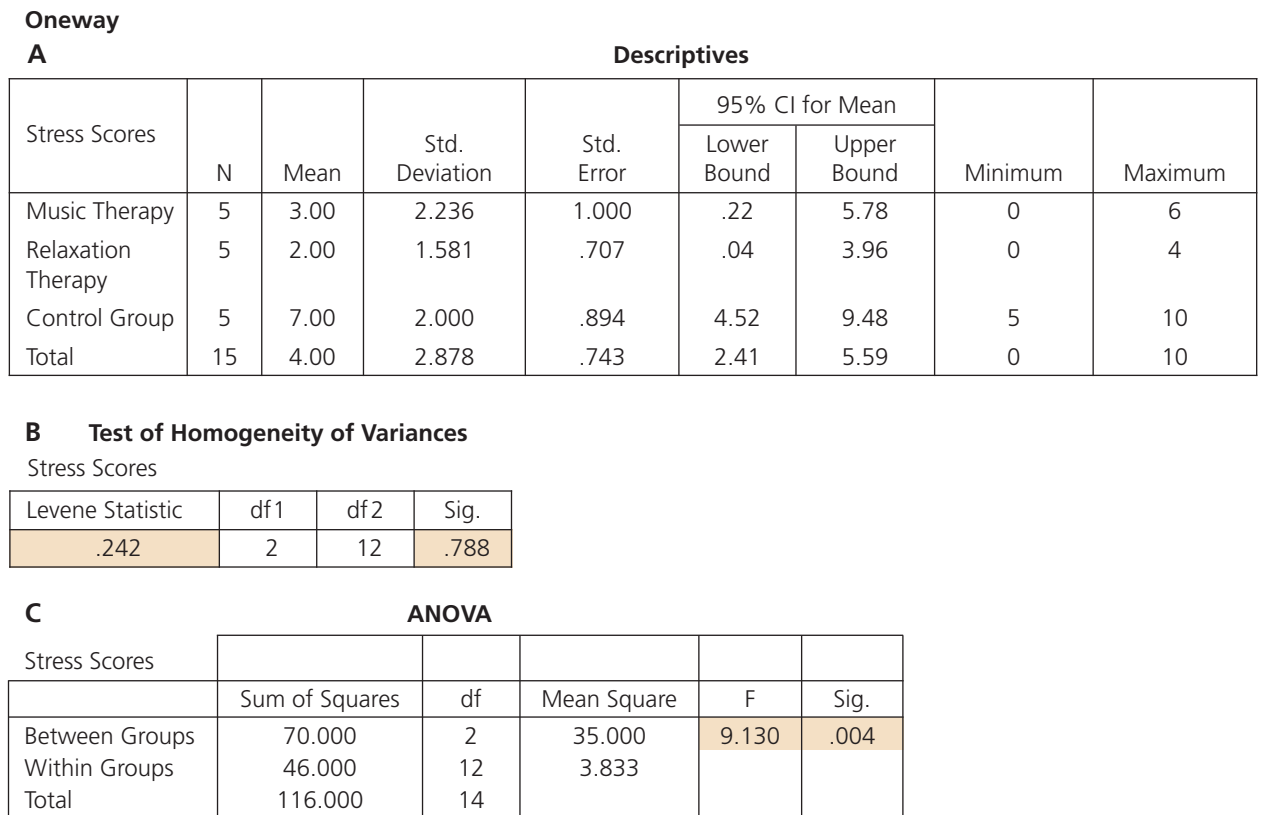 Oneway
A Descriptives
Stress Scores N Mean Std. Deviation Std. Error 95% CI for Mean Lower Bound Upper Bound Minimum Maximum
Music Therapy 5 3.00 2.236 1.000 .22 5.78 0 6
Relaxation Therapy 5 2.00 1.581 .707 .04 3.96 0 4
Control Group 5 7.00 2.000 .894 4.52 9.48 5 10
Total 15 4.00 2.878 .743 2.41 5.59 0 10
B Test of Homogeneity of Variances
Stress Scores
Levene Statistic df1 df2 Sig.
.242 2 12 .788
C ANOVA
Stress Scores
Sum of Squares df Mean Square F Sig.
Between Groups 70.000 2 35.000 9.130 .004
Within Groups 46.000 12 3.833
Total 116.000 14